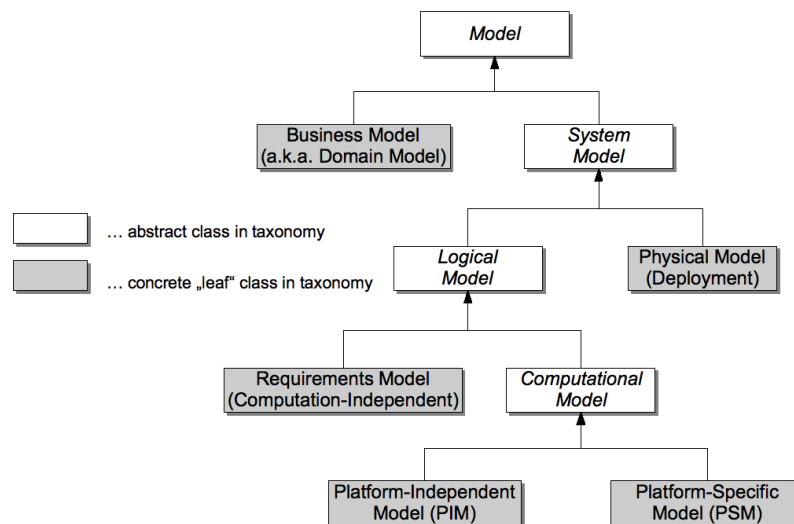 Model
Business Model
(a.k.a. Domain Model)
System
Model
... abstract class in taxonomy
... concrete „leaf“ class in taxonomy
Logical
Model
Physical Model
(Deployment)
Requirements Model
(Computation-Independent)
Computational
Model
Platform-Independent
Model (PIM)
Platform-Specific
Model (PSM)